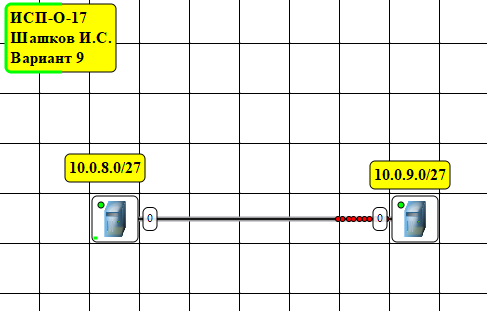 ИСП-О-17
Шашков И.С.
Вариант 9
10.0.8.0/27
10.0.9.0/27
0
0